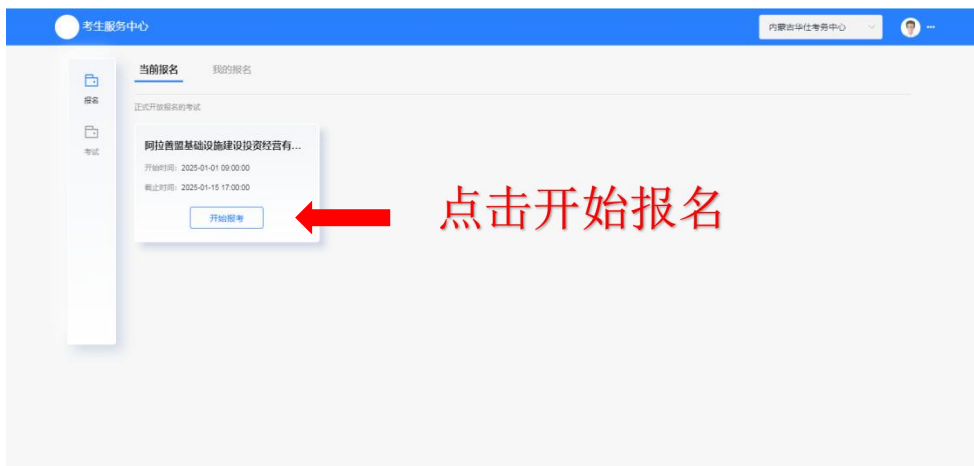 考生服务中心
内蒙古华仕考务中心
当前报名 我的报名
报名
正式开放报名的考试
考试
阿拉善盟基础设施建设投资经营有...
开始时间：2025-01-01 09:00:00
截止时间：2025-01-15 17:00:00
开始报考
点击开始报名